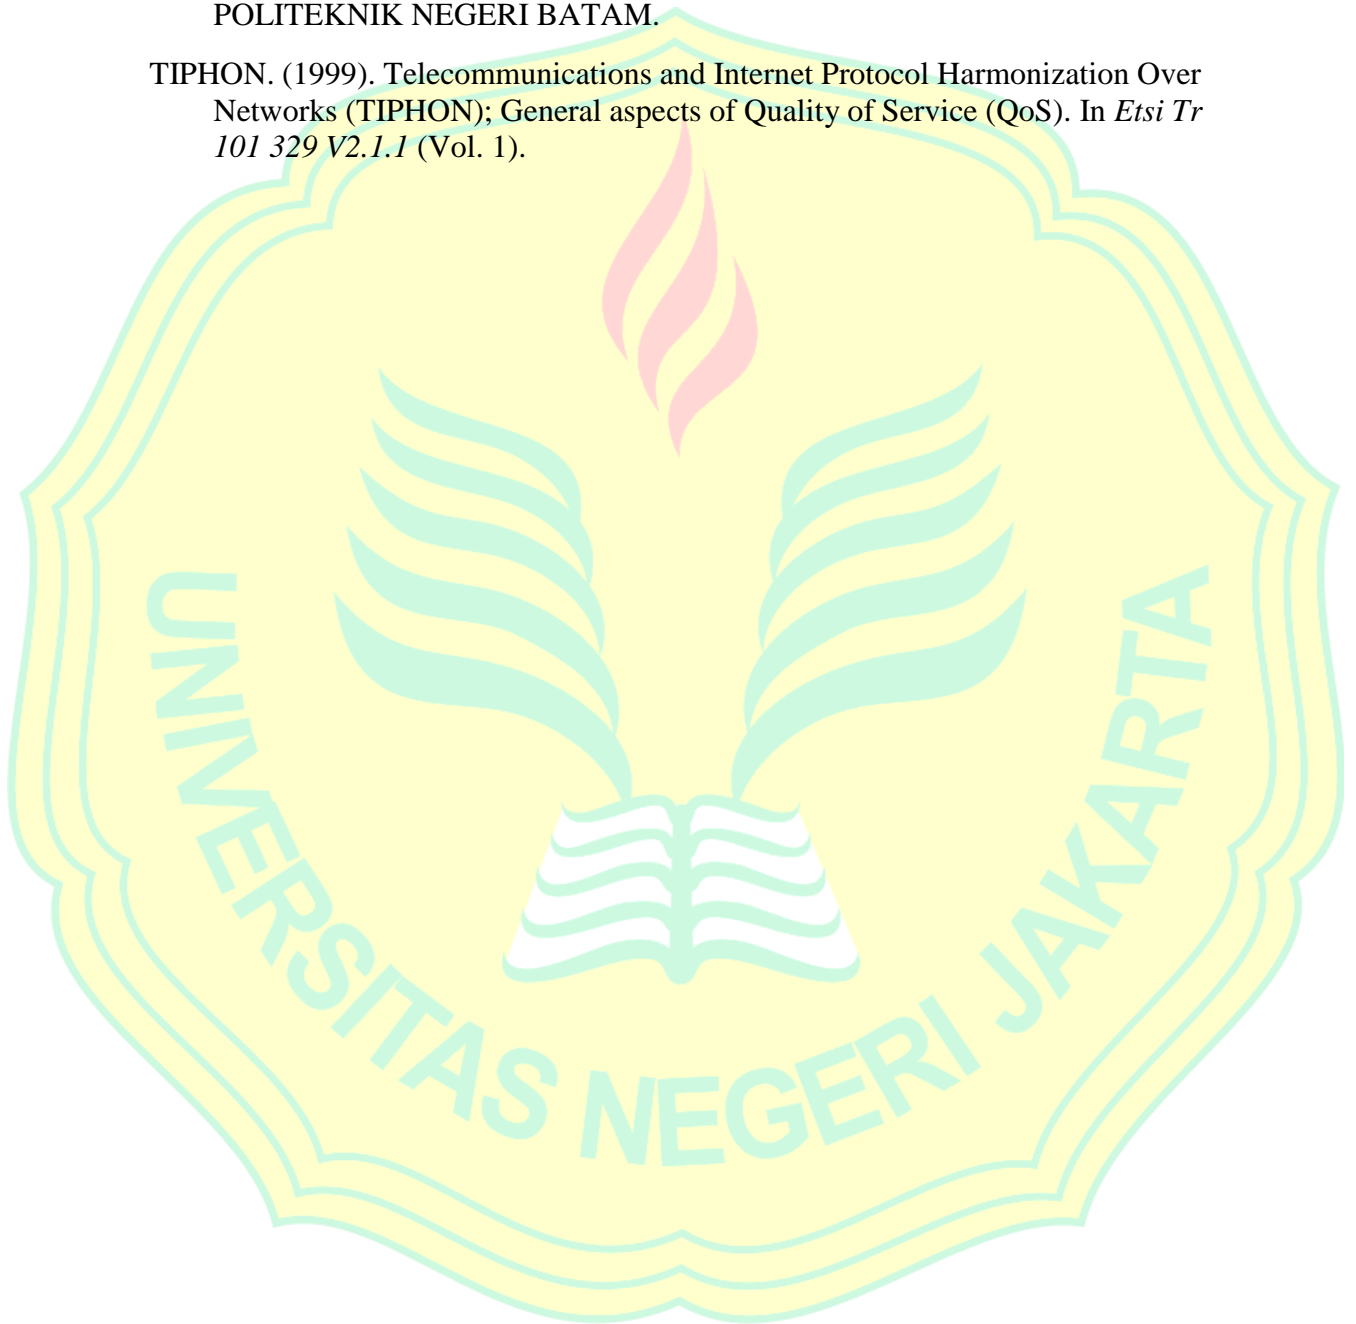 POLITEKNIK NEGERI BATAM.
TIPHON. (1999). Telecommunications and Internet Protocol Harmonization Over
Networks (TIPHON); General aspects of Quality of Service (QoS). In Etsi Tr
101 329 V2.1.1 (Vol. 1).
UNIVERSITAS NEGERI JAKARTA